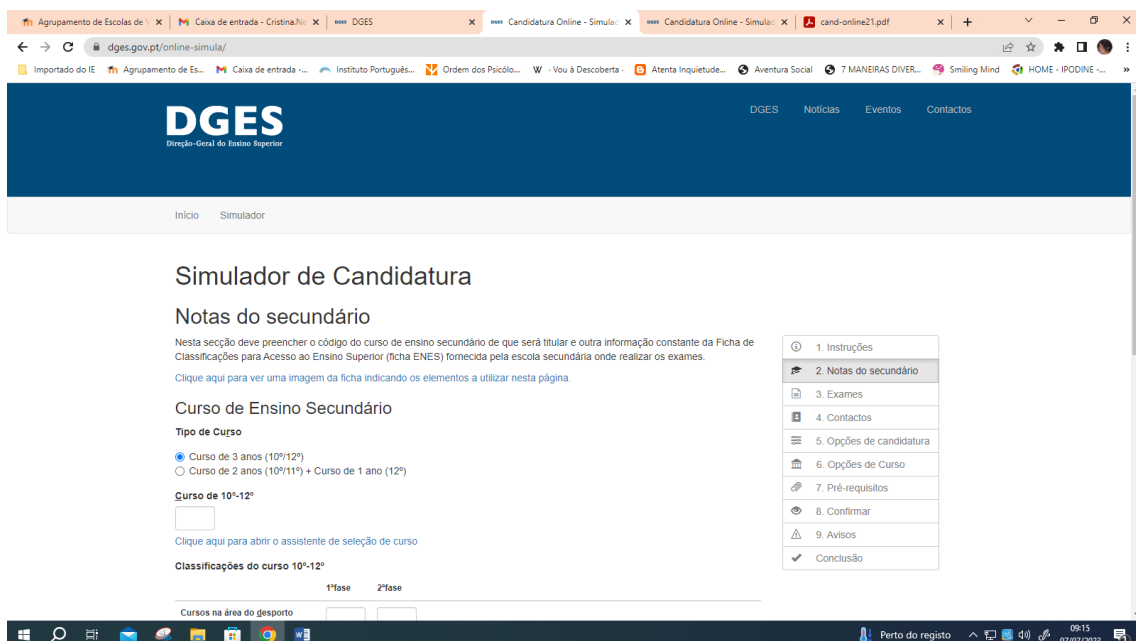 Agrupamento de Escolas de V
Caixa de entrada - Cristina.Ne
DGES
Candidatura Online - Simulad
Candidatura Online - Simulad
cand-online21.pdf
dges.gov.pt/online-simula/
Importado do IE
Agrupamento de Es...
Caixa de entrada -...
Instituto Portugués...
Ordem dos Psicólo...
W · Vou à Descoberta -
Atenta Inquietude...
Aventura Social
7 MANEIRAS DIVER...
Smiling Mind
HOME - IPODINE -...
DGES
Direção-Geral do Ensino Superior
DGES Notícias Eventos Contactos
Início Simulador
Simulador de Candidatura
Notas do secundário
Nesta secção deve preencher o código do curso de ensino secundário de que será titular e outra informação constante da Ficha de
Classificações para Acesso ao Ensino Superior (ficha ENES) fornecida pela escola secundária onde realizar os exames.
Clique aqui para ver uma imagem da ficha indicando os elementos a utilizar nesta página.
Curso de Ensino Secundário
Tipo de Curso
Curso de 3 anos (10º/12º)
Curso de 2 anos (10º/11º) + Curso de 1 ano (12º)
Curso de 10º-12º
Clique aqui para abrir o assistente de seleção de curso
Classificações do curso 10º-12º
1ªfase 2ªfase
Cursos na área do desporto
1. Instruções
2. Notas do secundário
3. Exames
4. Contactos
5. Opções de candidatura
6. Opções de Curso
7. Pré-requisitos
8. Confirmar
9. Avisos
Conclusão
Perto do registo
09:15